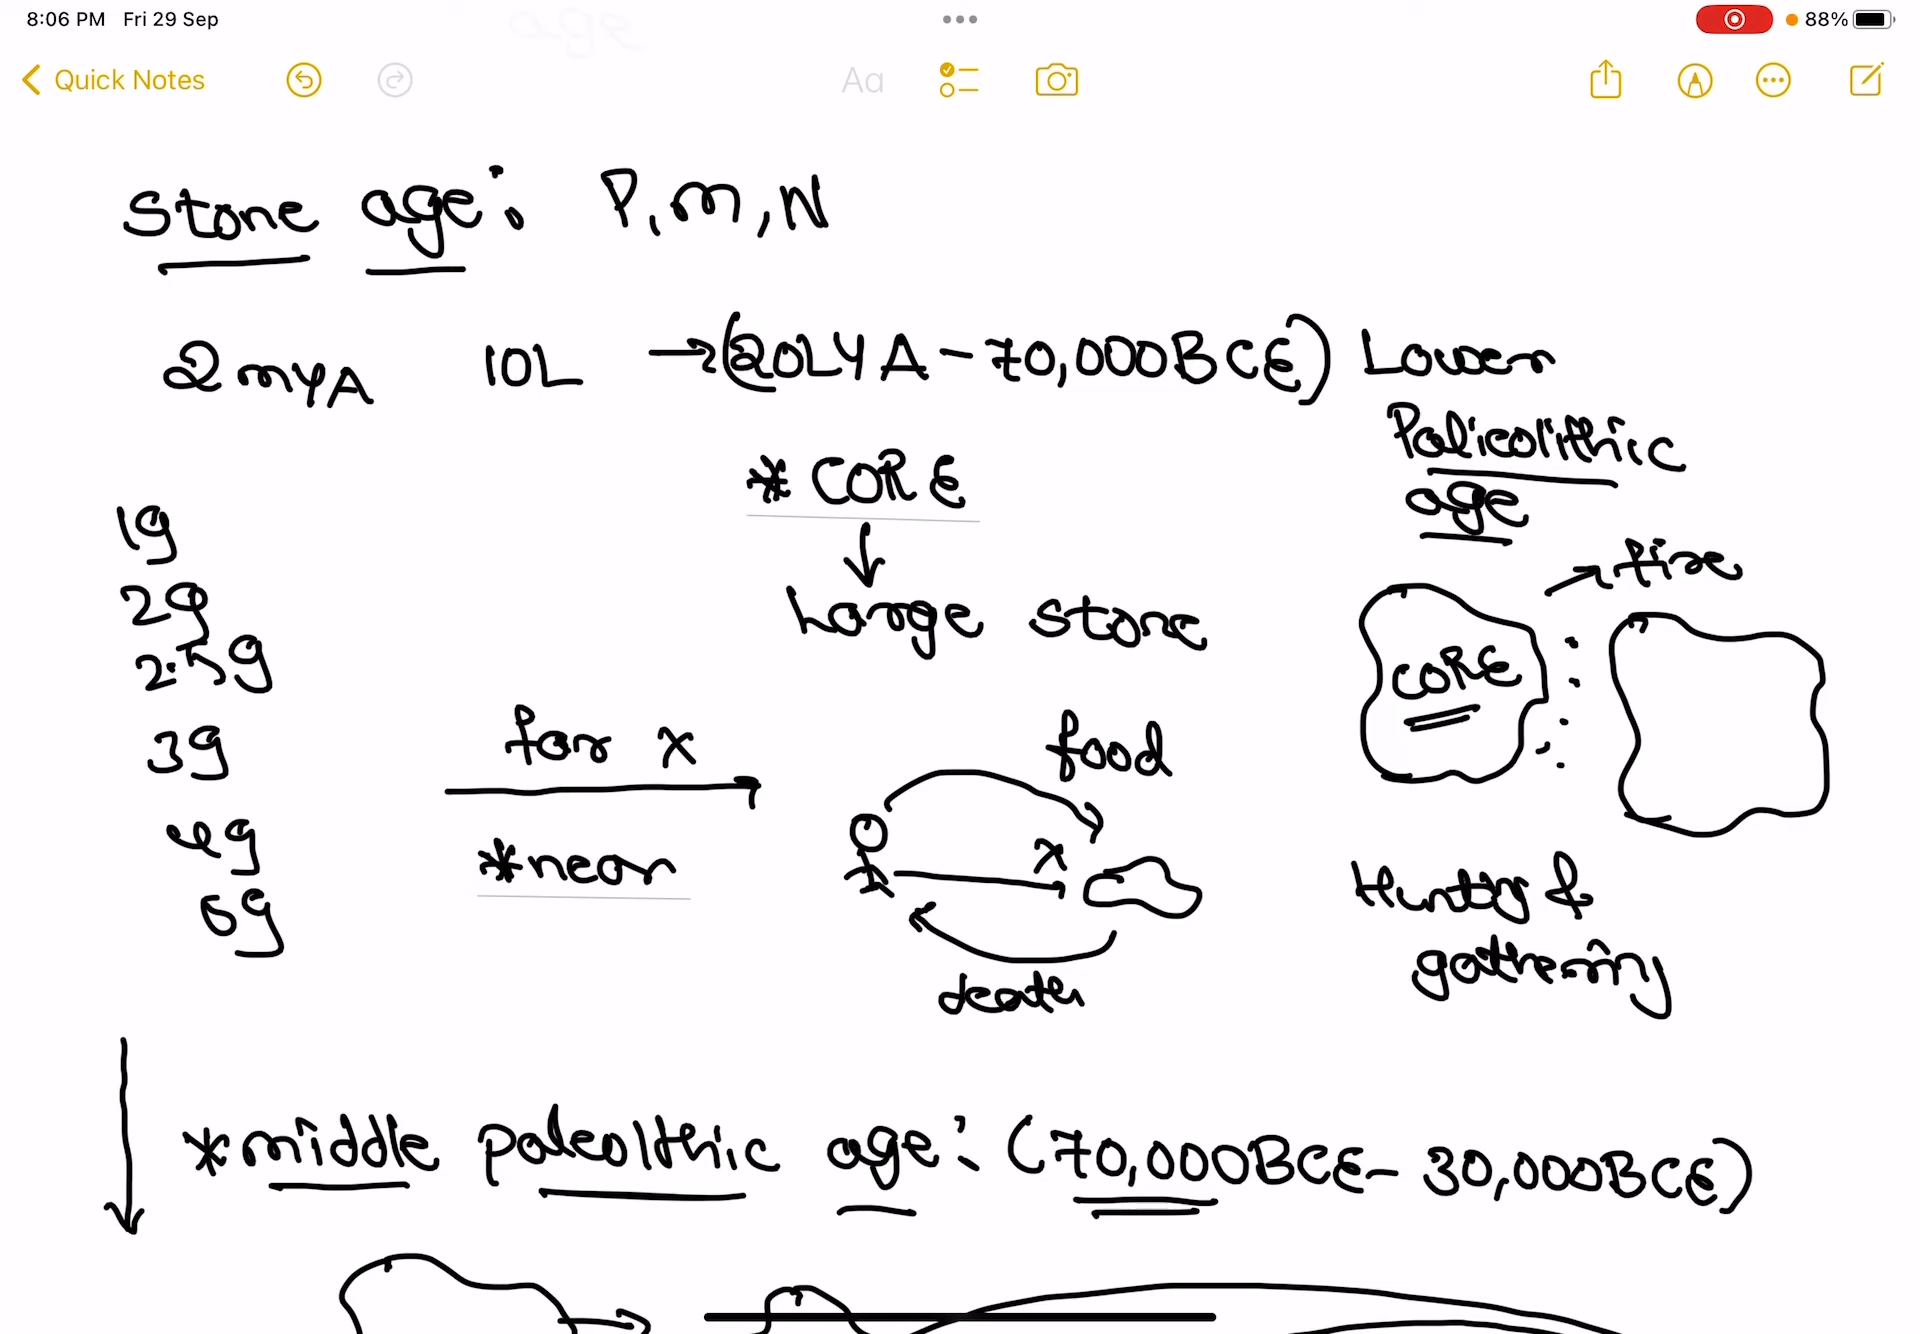 8:06 PM Fri 29 Sep
88%
Quick Notes
Aa
Stone age: P, M, N
2 MYA 10L → (20LYA - 70,000BCE) Lower
Palicolithic
age
* CORE
↓
Large stone
→ fire
CORE
1g
2g
2.5g
3g
4g
5g
far x
*near
food
x
death
Hunting &
gathering
*middle paleolthic age: (70,000BCE- 30,000BCE)